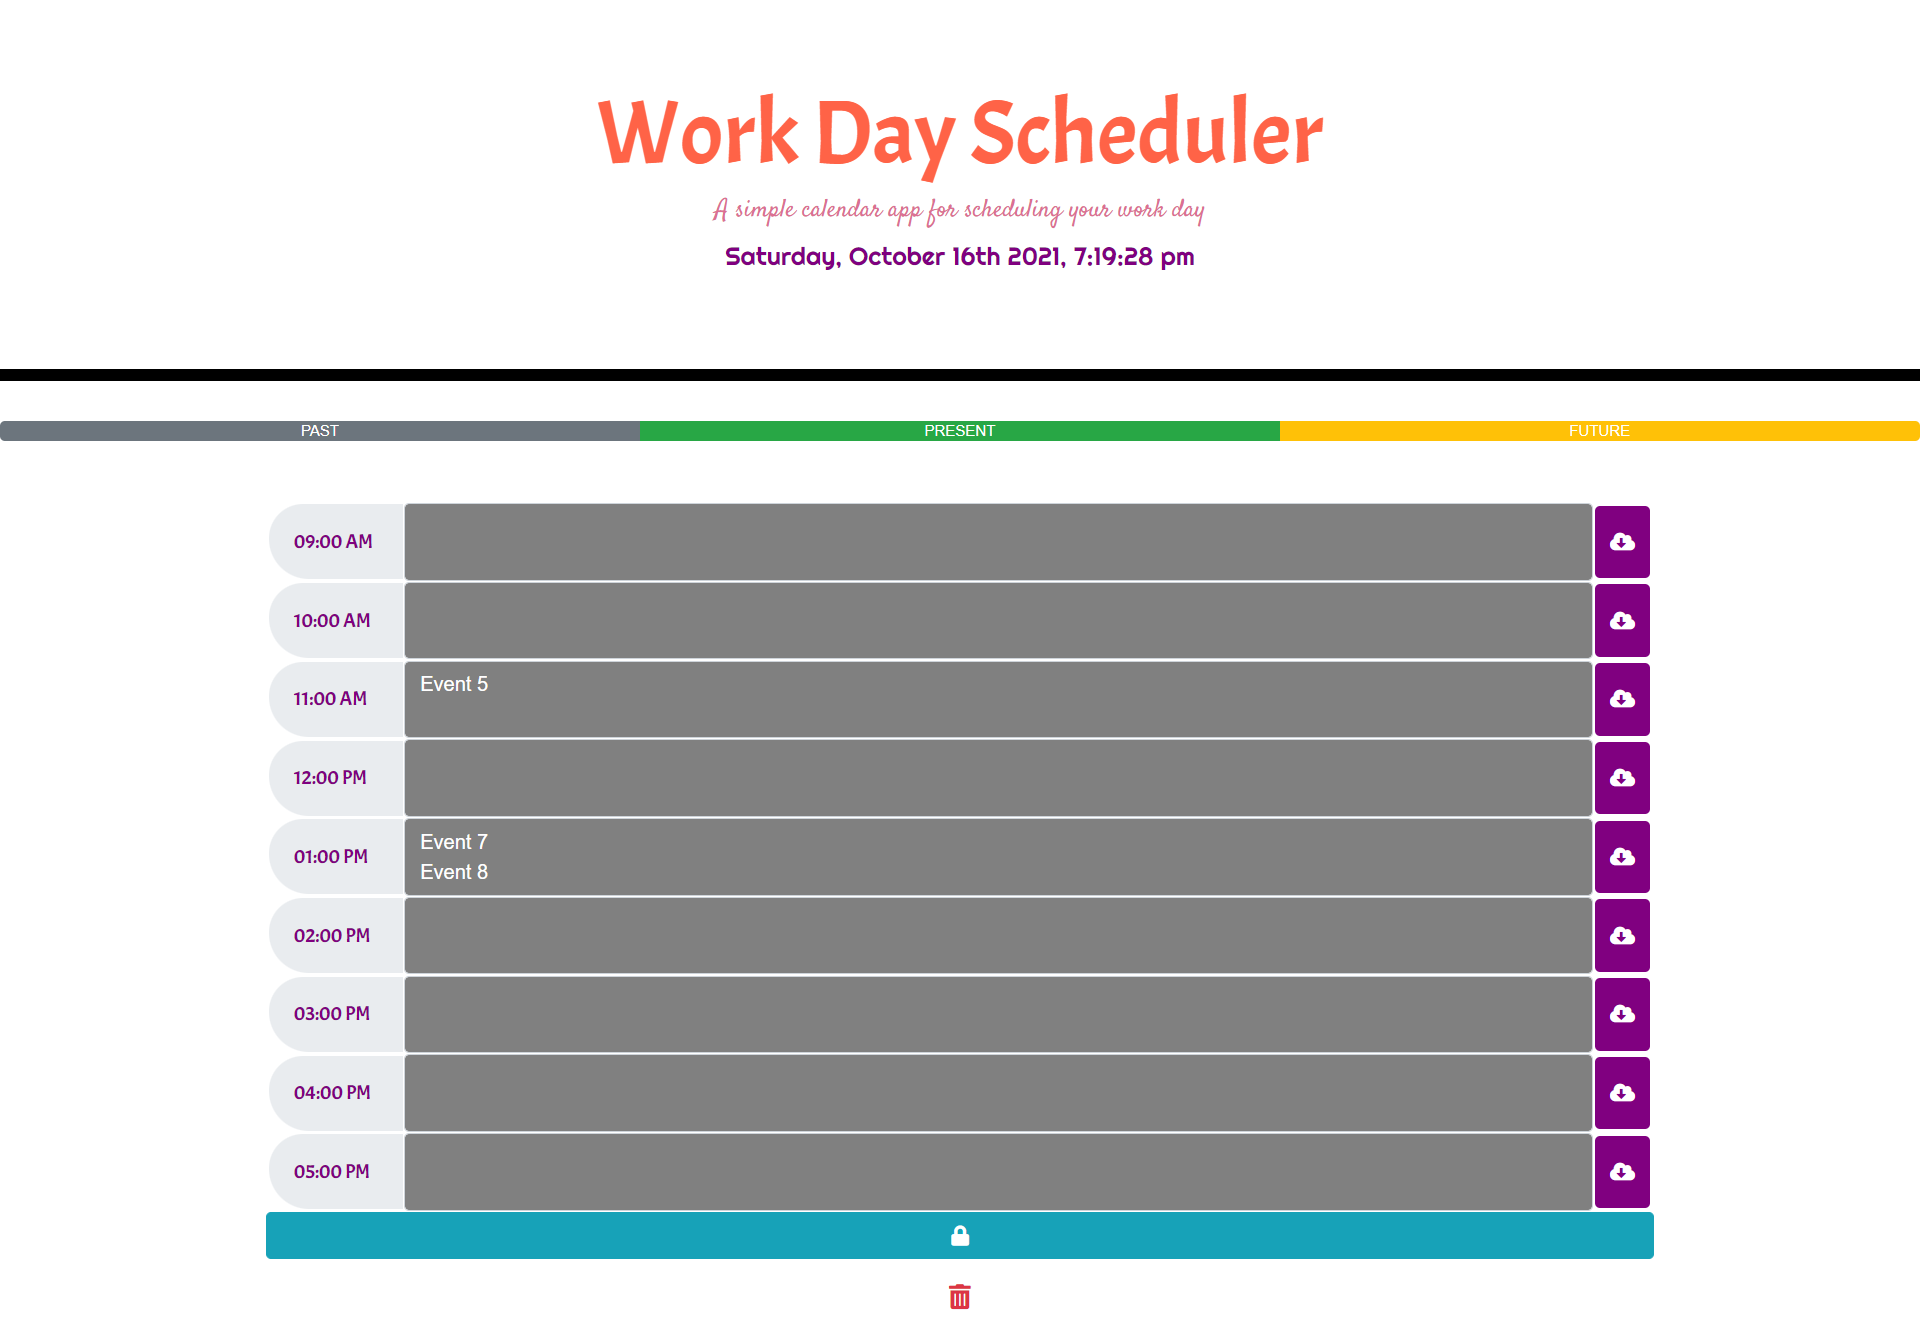 Work Day Scheduler
A simple calendar app for scheduling your work day
Saturday, October 16th 2021, 7:19:28 pm
PAST PRESENT FUTURE
09:00 AM
10:00 AM
11:00 AM Event 5
12:00 PM
01:00 PM Event 7
Event 8
02:00 PM
03:00 PM
04:00 PM
05:00 PM